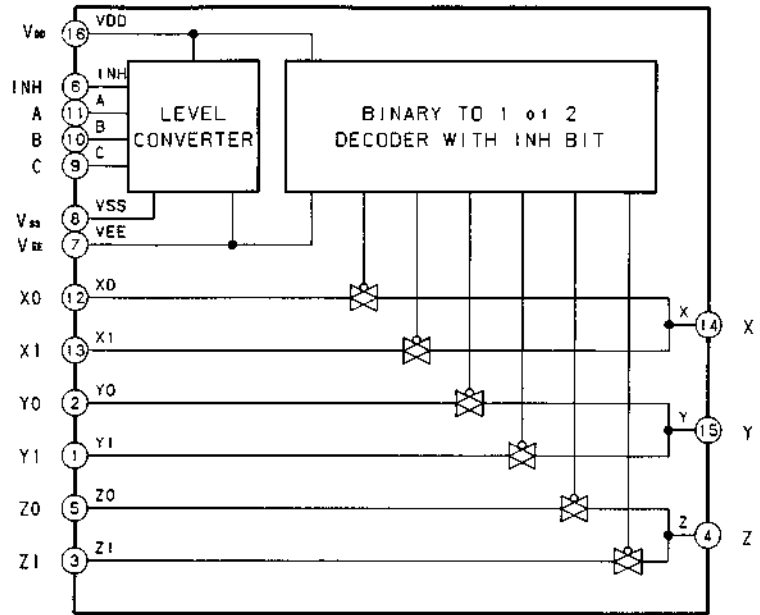 VDD 16 VDD
INH 6 INH
A 11 A
B 10 B
C 9 C
LEVEL
CONVERTER
BINARY TO 1 of 2
DECODER WITH INH BIT
VSS 8 VSS
VEE 7 VEE
X0 12 X0
X1 13 X1
X 14 X
Y0 2 Y0
Y1 1 Y1
Y 15 Y
Z0 5 Z0
Z1 3 Z1
Z 4 Z